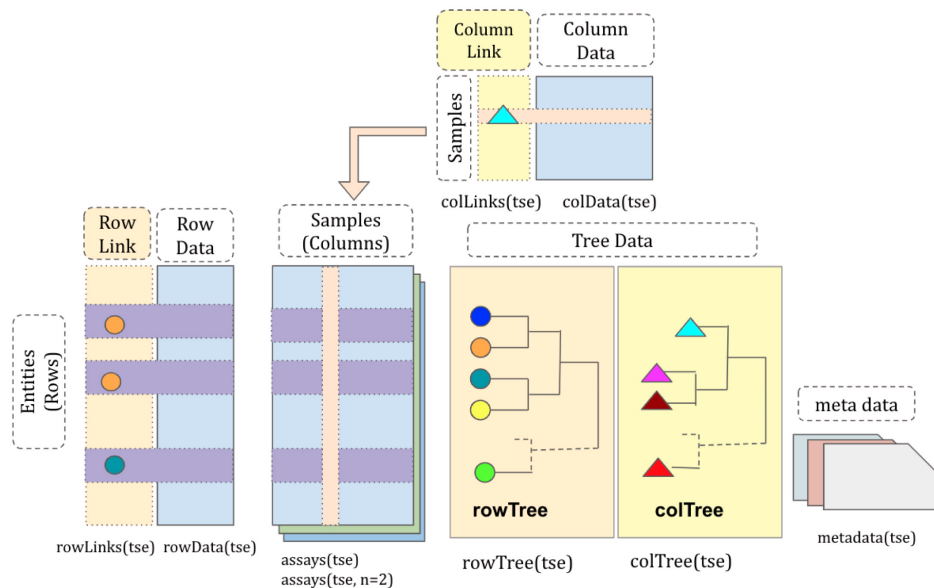 Column
Link
Column
Data
Samples
colLinks(tse)
colData(tse)
Row
Link
Row
Data
Samples
(Columns)
Tree Data
Entities
(Rows)
meta data
rowTree
colTree
rowLinks(tse)
rowData(tse)
assays(tse)
assays(tse, n=2)
rowTree(tse)
colTree(tse)
metadata(tse)